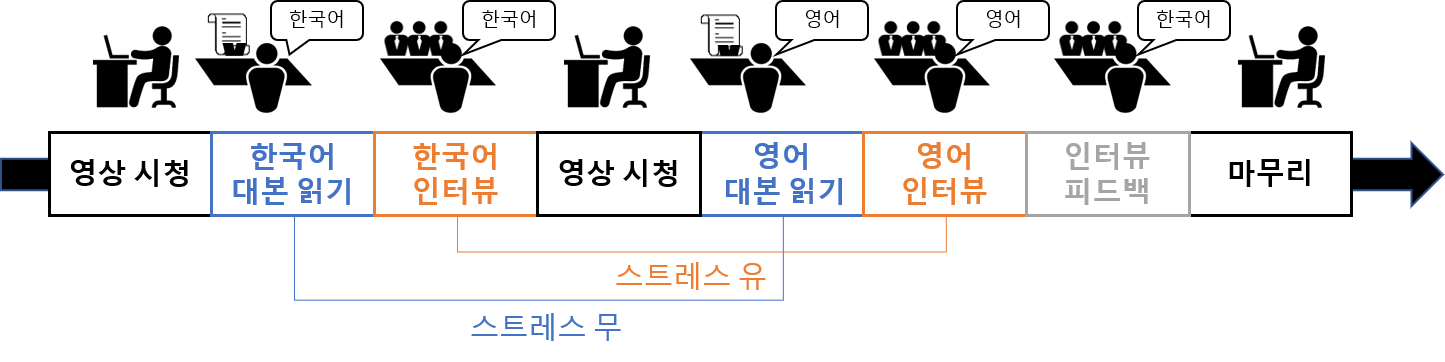 한국어
한국어
영어
영어
한국어
영상 시청
한국어
대본 읽기
한국어
인터뷰
영상 시청
영어
대본 읽기
영어
인터뷰
인터뷰
피드백
마무리
스트레스 유
스트레스 무